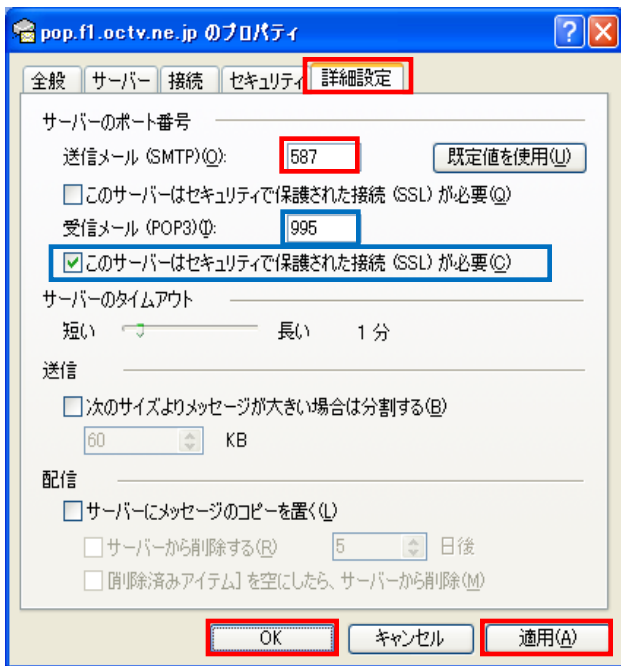 pop.f1.octv.ne.jp のプロパティ
全般 サーバー 接続 セキュリティ 詳細設定
サーバーのポート番号
送信メール (SMTP)(O): 587 既定値を使用(U)
このサーバーはセキュリティで保護された接続 (SSL) が必要(Q)
受信メール (POP3)(I): 995
このサーバーはセキュリティで保護された接続 (SSL) が必要(C)
サーバーのタイムアウト
短い 長い 1 分
送信
次のサイズよりメッセージが大きい場合は分割する(B)
60 KB
配信
サーバーにメッセージのコピーを置く(L)
サーバーから削除する(R) 5 日後
[削除済みアイテム] を空にしたら、サーバーから削除(M)
OK キャンセル 適用(A)